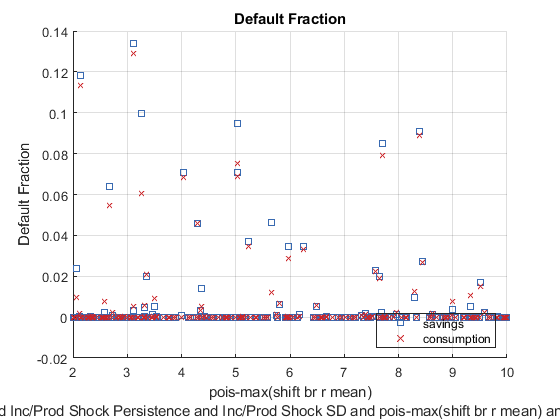 Default Fraction
0.14
0.12
0.1
0.08
0.06
0.04
0.02
0
-0.02
Default Fraction
2 3 4 5 6 7 8 9 10
savings
consumption
pois-max(shift br r mean)
d Inc/Prod Shock Persistence and Inc/Prod Shock SD and pois-max(shift br r mean) an